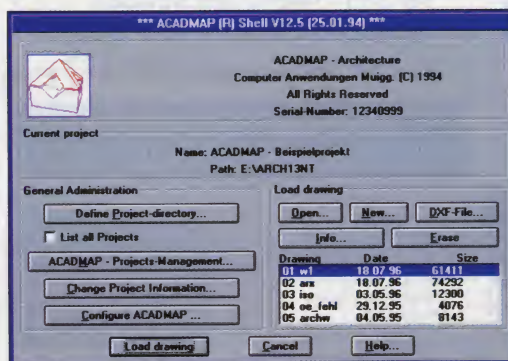 *** ACADMAP (R) Shell V12.5 (25.01.94) ***
ACADMAP - Architecture
Computer Anwendungen Muigg. (C) 1994
All Rights Reserved
Serial-Number: 12340999
Current project
Name: ACADMAP - Beispielprojekt
Path: E:\ARCH13NT
General Administration
Define Project-directory...
List all Projects
ACADMAP - Projects-Management...
Change Project Information...
Configure ACADMAP ...
Load drawing
Open... New... DXF-File...
Info... Erase
Drawing Date Size
01 w1 18.07.96 61411
02 arx 18.07.96 74292
03 iso 03.05.96 12300
04 oe_fehl 29.12.95 4076
05 archw 04.05.95 8143
Load drawing Cancel Help...